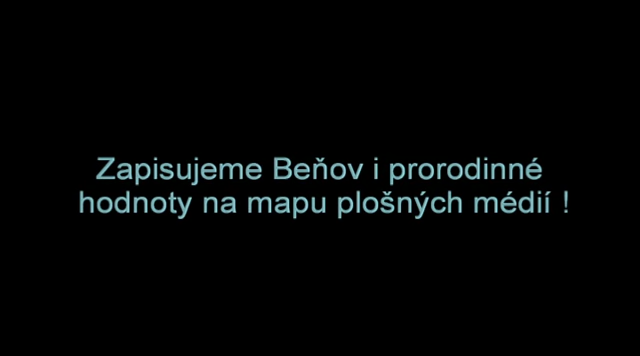 Zapisujeme Beňov i prorodinné
hodnoty na mapu plošných médií !